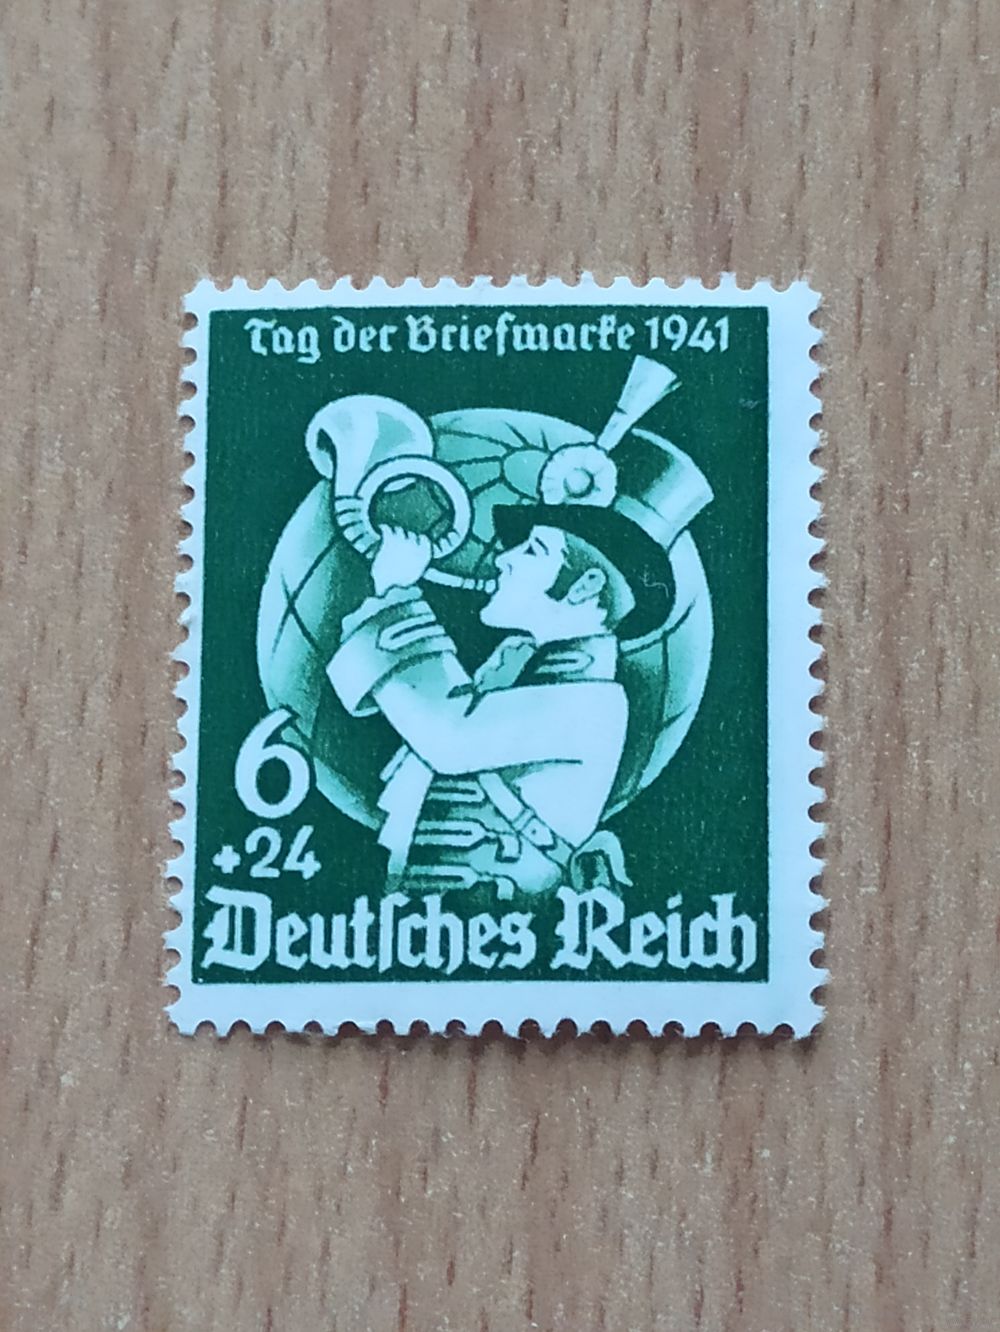 Tag der Briefmarke 1941
6
+24
Deutſches Reich